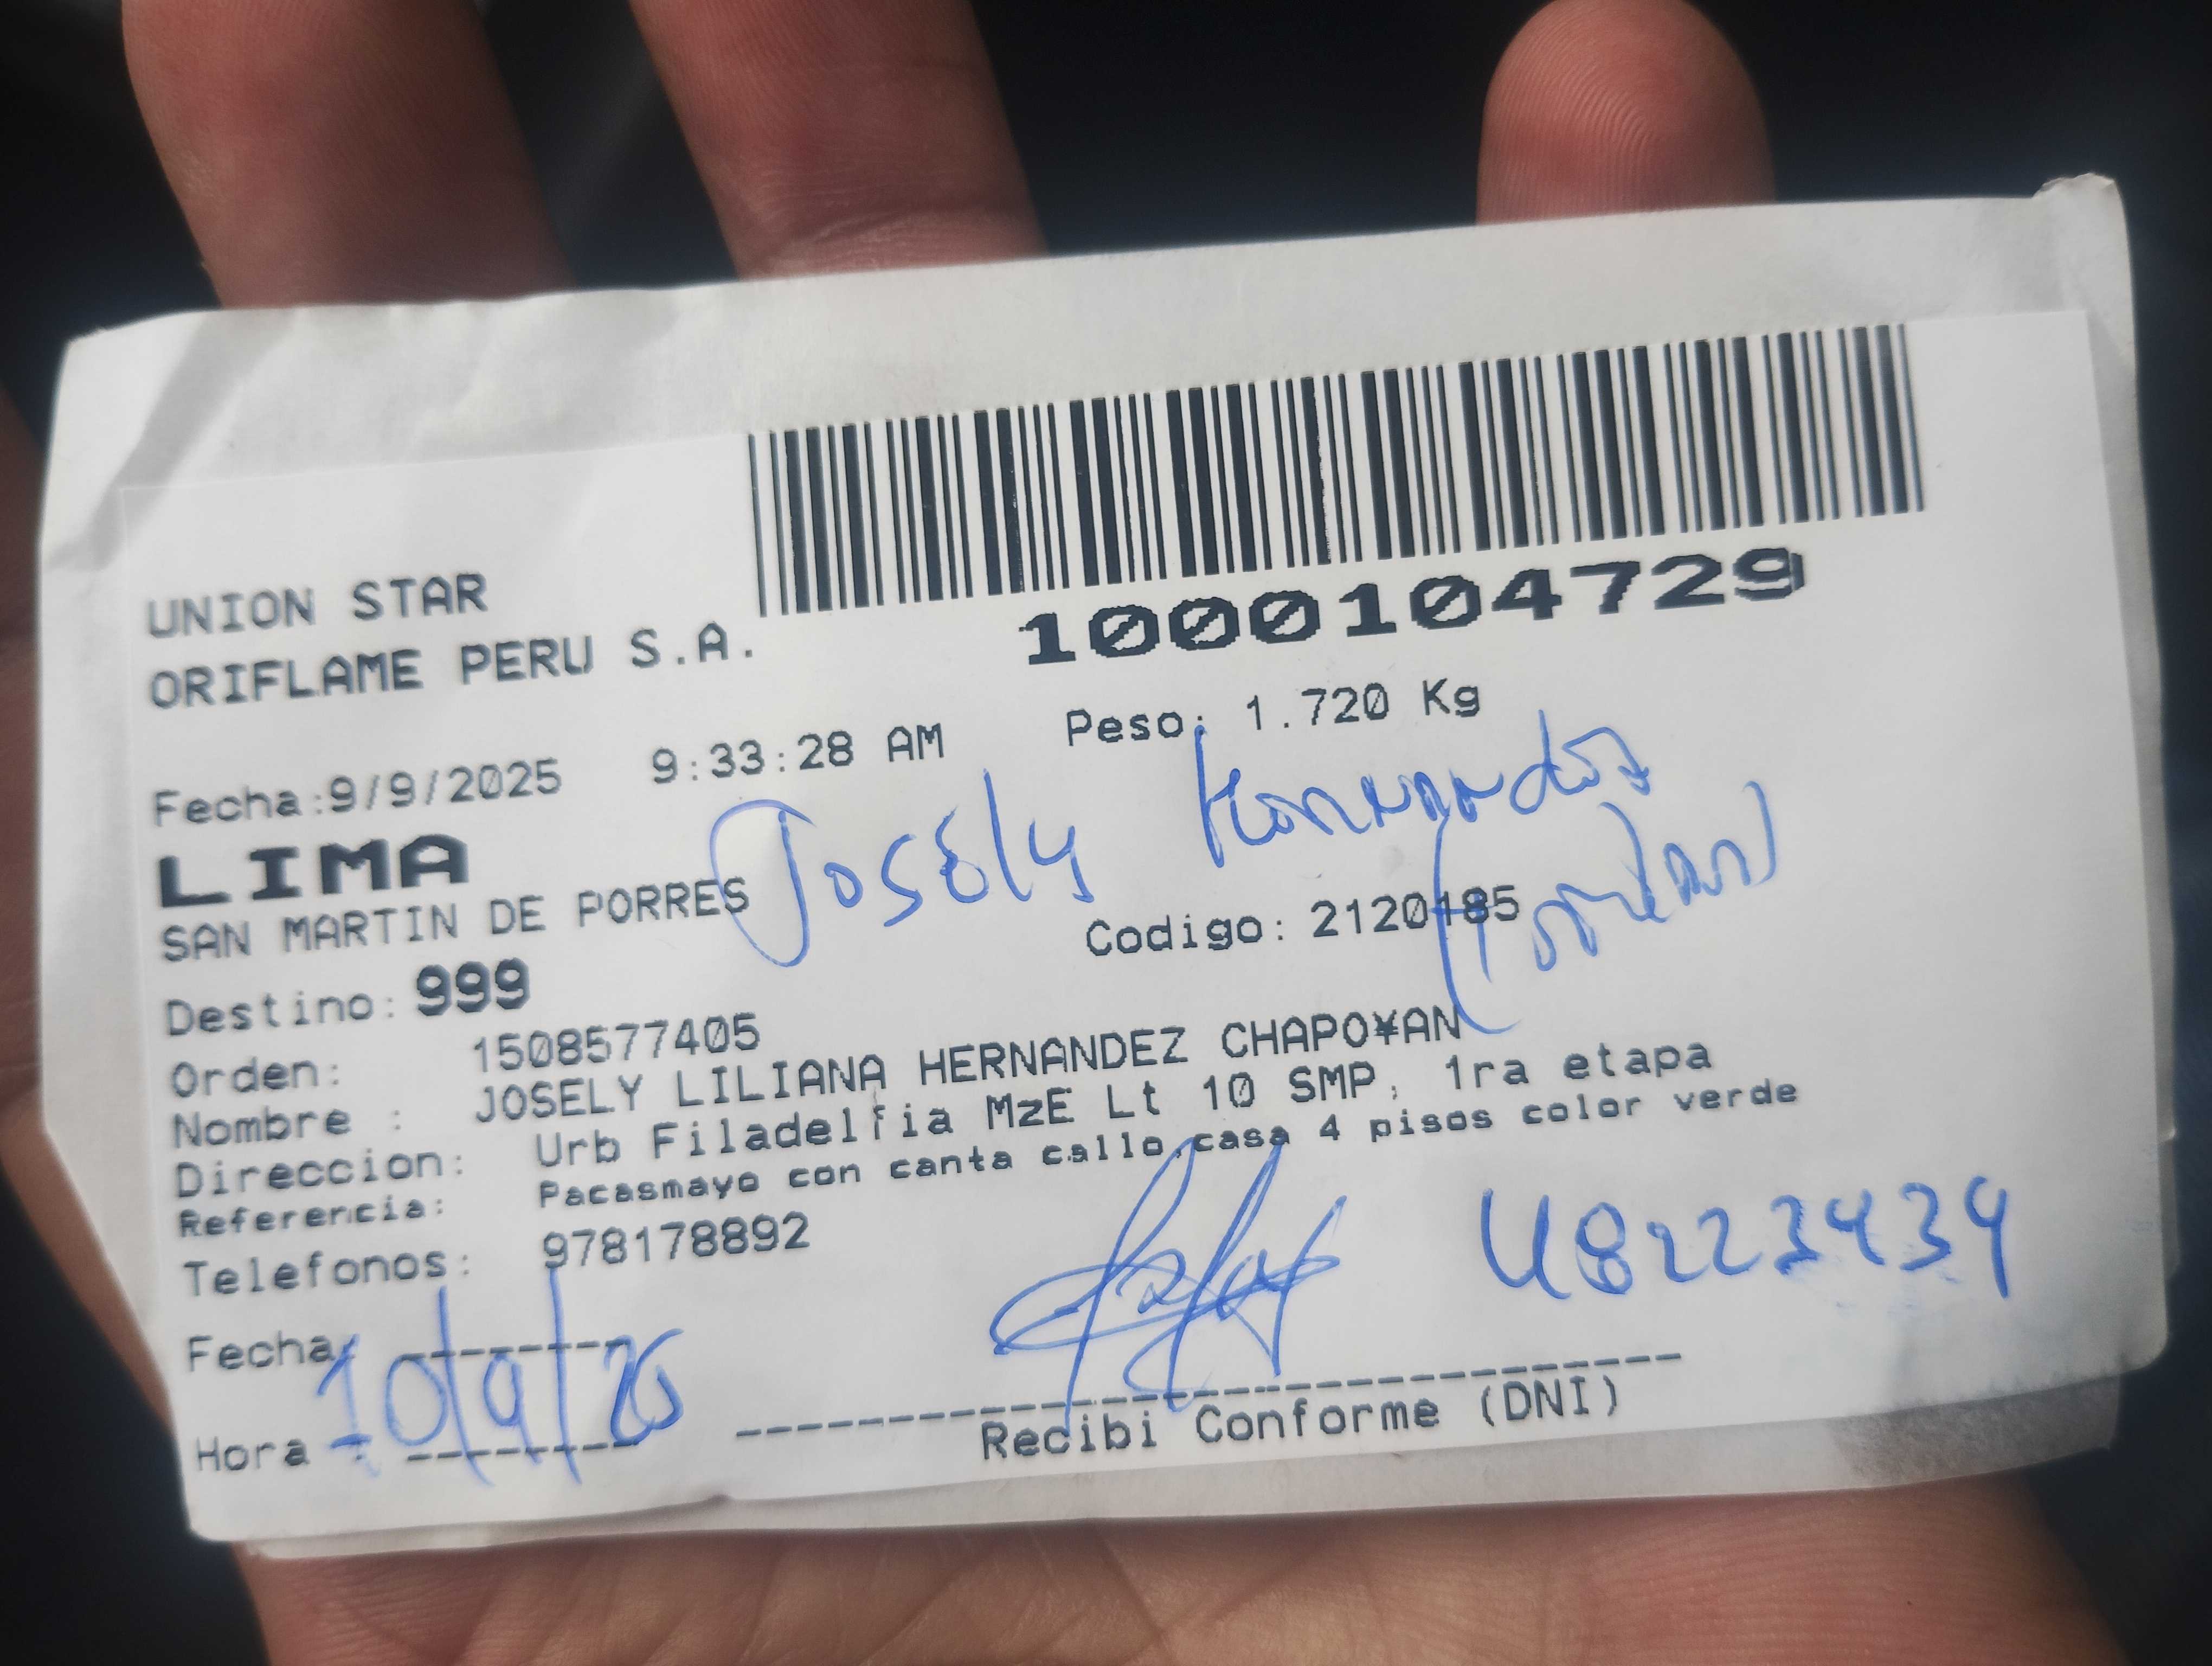 UNION STAR
ORIFLAME PERU S.A.
1000104729
Fecha:9/9/2025 9:33:28 AM Peso: 1.720 Kg
LIMA
Josely Hernandez
SAN MARTIN DE PORRES
Codigo: 2120185 (titular)
Destino: 999
Orden: 1508577405
Nombre : JOSELY LILIANA HERNANDEZ CHAPO¥AN
Direccion: Urb Filadelfia MzE Lt 10 SMP, 1ra etapa
Referencia: Pacasmayo con canta callo,casa 4 pisos color verde
Telefonos: 978178892
48223434
Fecha 10/9/25
Hora :
Recibi Conforme (DNI)